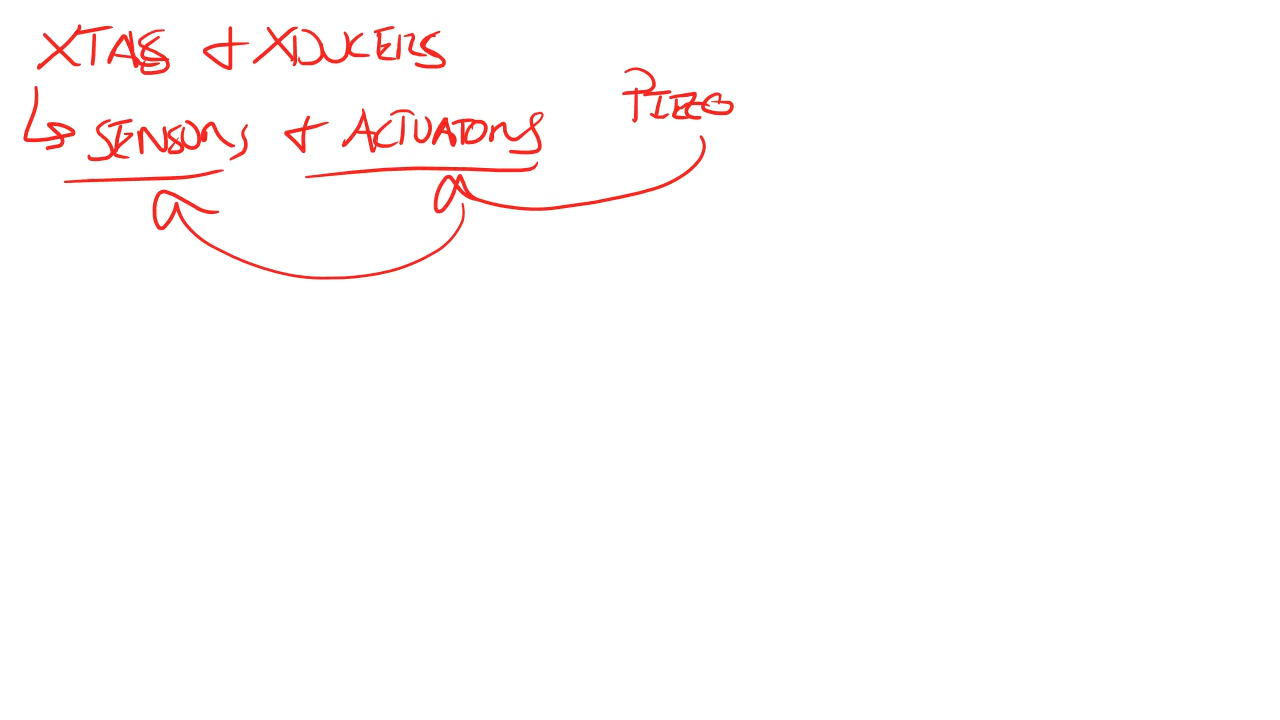 XTALS + XDUCERS
PIEZO
SENSORS + ACTUATORS